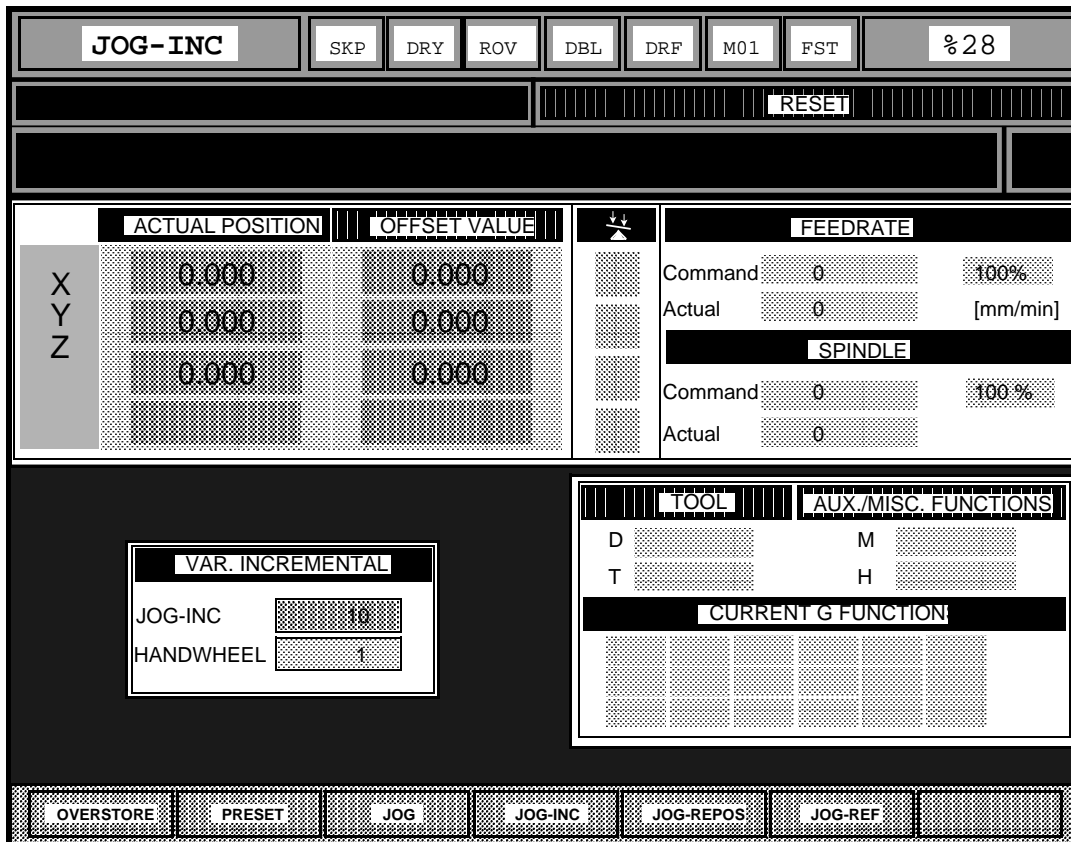 JOG-INC SKP DRY ROV DBL DRF M01 FST %28
RESET
ACTUAL POSITION OFFSET VALUE FEEDRATE
X 0.000 0.000 Command 0 100%
Y 0.000 0.000 Actual 0 [mm/min]
SPINDLE
Z 0.000 0.000 Command 0 100 %
Actual 0
TOOL AUX./MISC. FUNCTIONS
D M
T H
CURRENT G FUNCTION
VAR. INCREMENTAL
JOG-INC 10
HANDWHEEL 1
OVERSTORE PRESET JOG JOG-INC JOG-REPOS JOG-REF